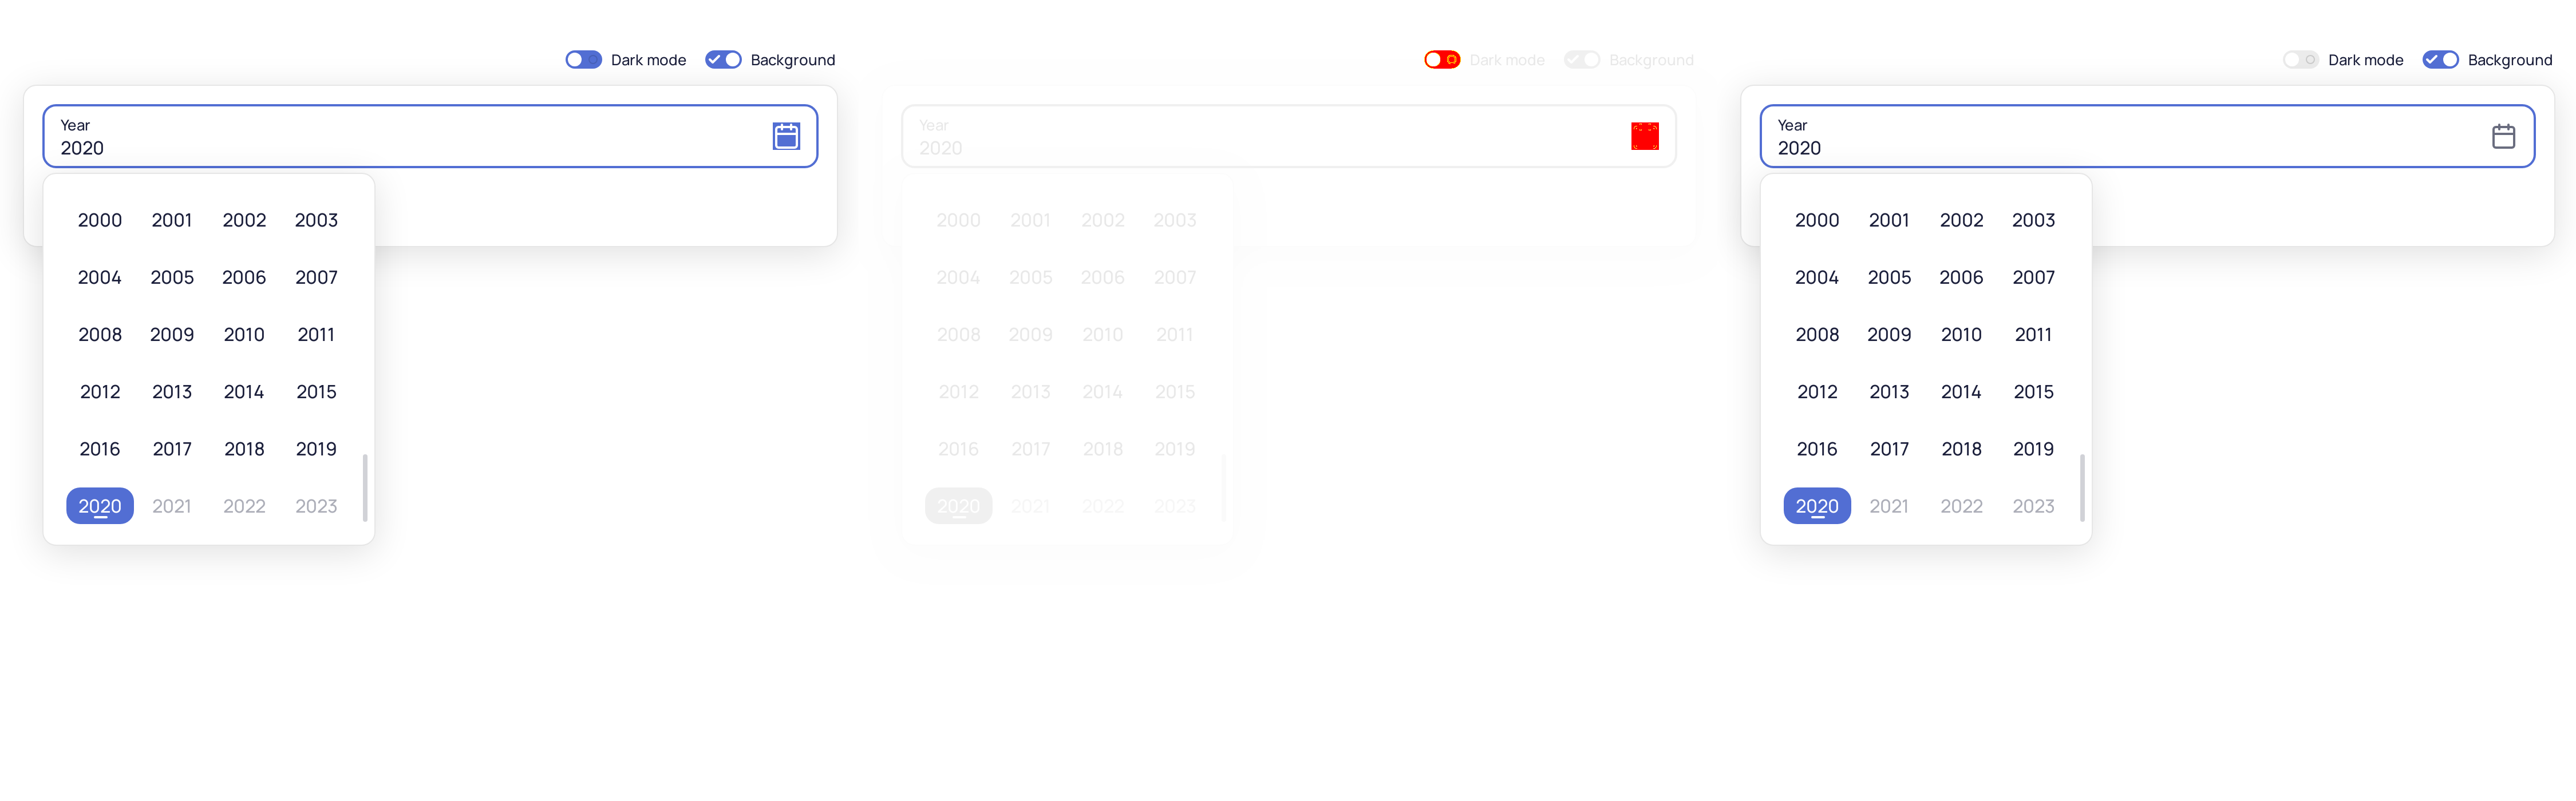 Dark mode Background Dark mode Background Dark mode Background
Year Year Year
2020 2020 2020
2000 2001 2002 2003 2000 2001 2002 2003 2000 2001 2002 2003
2004 2005 2006 2007 2004 2005 2006 2007 2004 2005 2006 2007
2008 2009 2010 2011 2008 2009 2010 2011 2008 2009 2010 2011
2012 2013 2014 2015 2012 2013 2014 2015 2012 2013 2014 2015
2016 2017 2018 2019 2016 2017 2018 2019 2016 2017 2018 2019
2020 2021 2022 2023 2020 2021 2022 2023 2020 2021 2022 2023